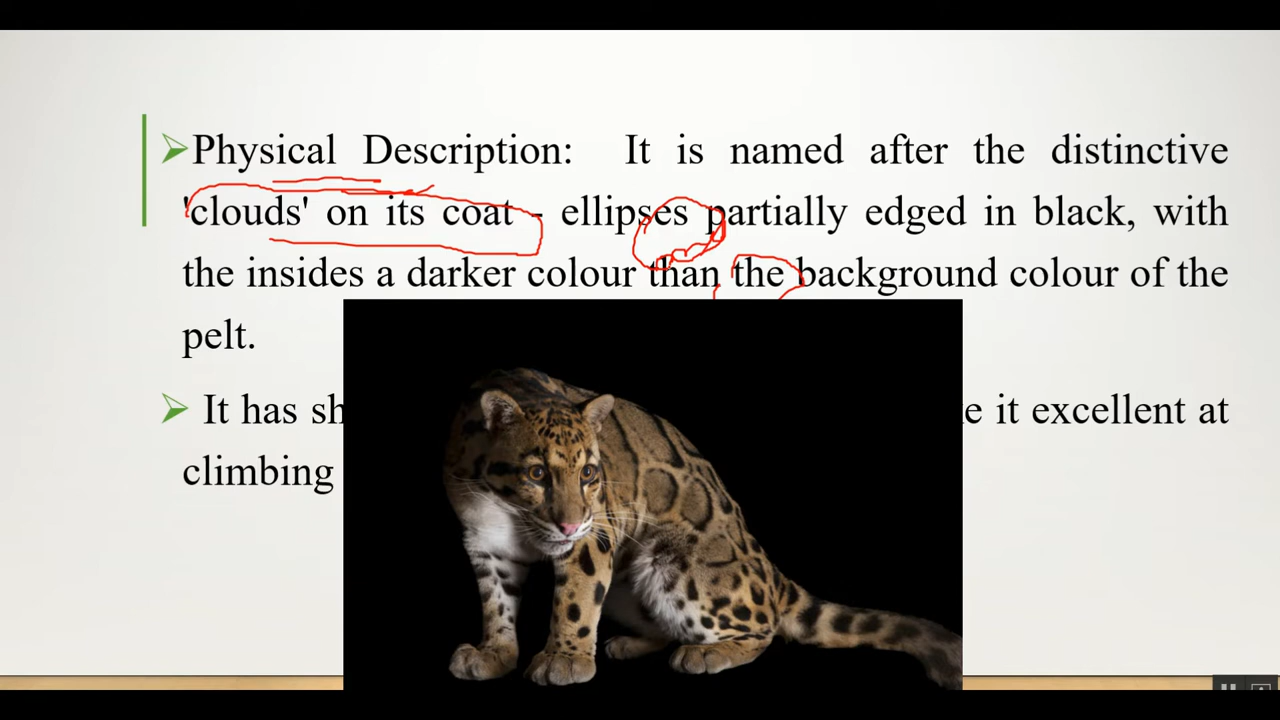 Physical Description: It is named after the distinctive
'clouds' on its coat - ellipses partially edged in black, with
the insides a darker colour than the background colour of the
pelt.
It has sh e it excellent at
climbing